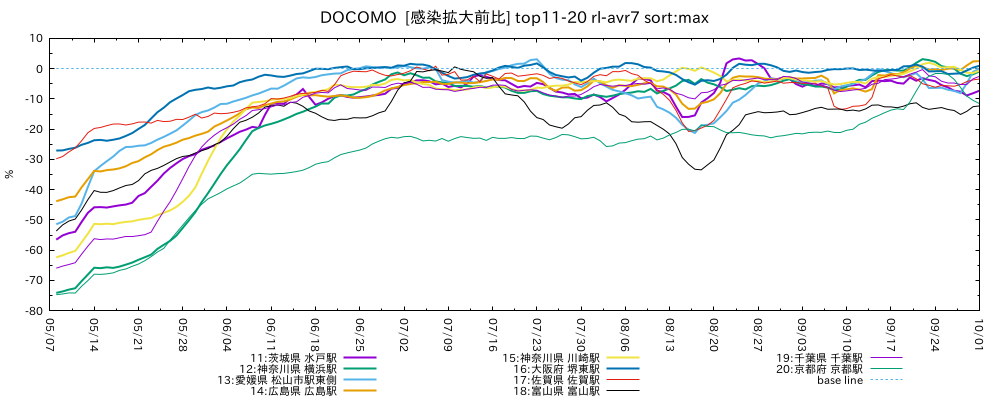 DOCOMO [感染拡大前比] top11-20 rl-avr7 sort:max
10
0
-10
-20
-30
-40
-50
-60
-70
-80
%
05/07
05/14
05/21
05/28
06/04
06/11
06/18
06/25
07/02
07/09
07/16
07/23
07/30
08/06
08/13
08/20
08/27
09/03
09/10
09/17
09/24
10/01
11:茨城県 水戸駅
12:神奈川県 横浜駅
13:愛媛県 松山市駅東側
14:広島県 広島駅
15:神奈川県 川崎駅
16:大阪府 堺東駅
17:佐賀県 佐賀駅
18:富山県 富山駅
19:千葉県 千葉駅
20:京都府 京都駅
base line